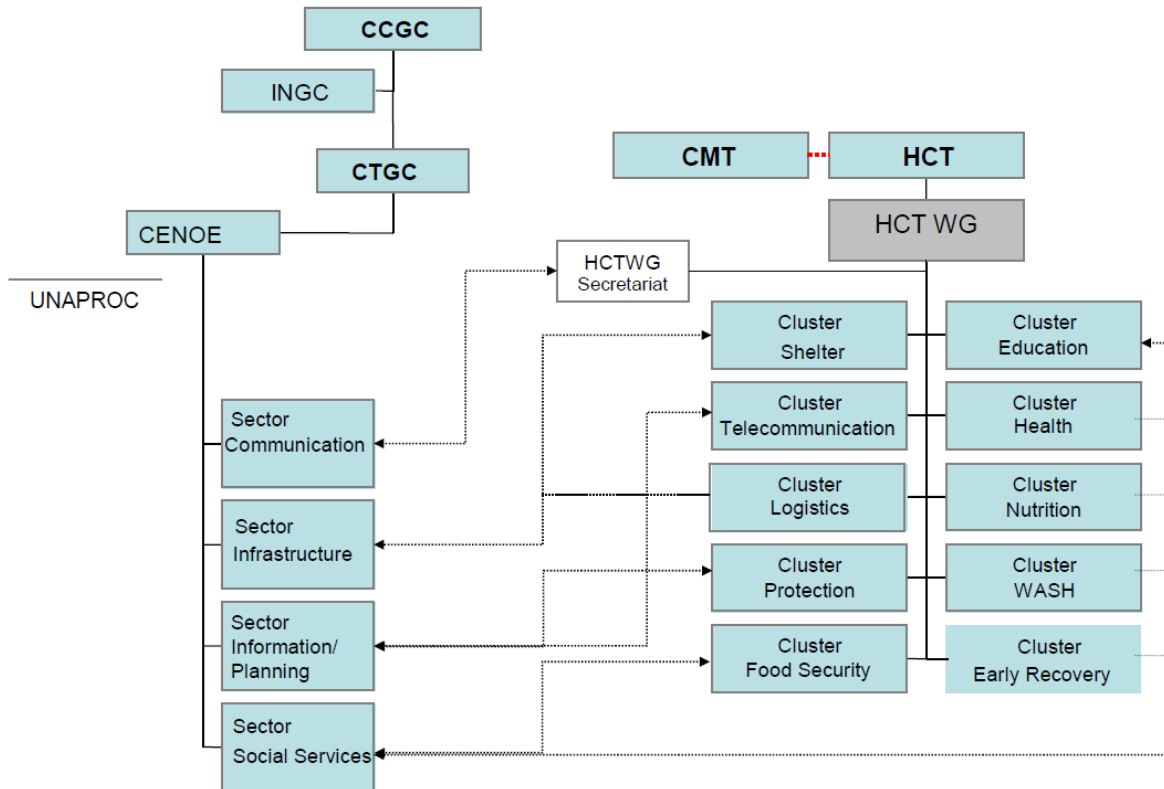 CCGC
INGC
CTGC
CENOE
UNAPROC
CMT
HCT
HCT WG
HCTWG
Secretariat
Sector
Communication
Sector
Infrastructure
Sector
Information/
Planning
Sector
Social Services
Cluster
Shelter
Cluster
Telecommunication
Cluster
Logistics
Cluster
Protection
Cluster
Food Security
Cluster
Education
Cluster
Health
Cluster
Nutrition
Cluster
WASH
Cluster
Early Recovery